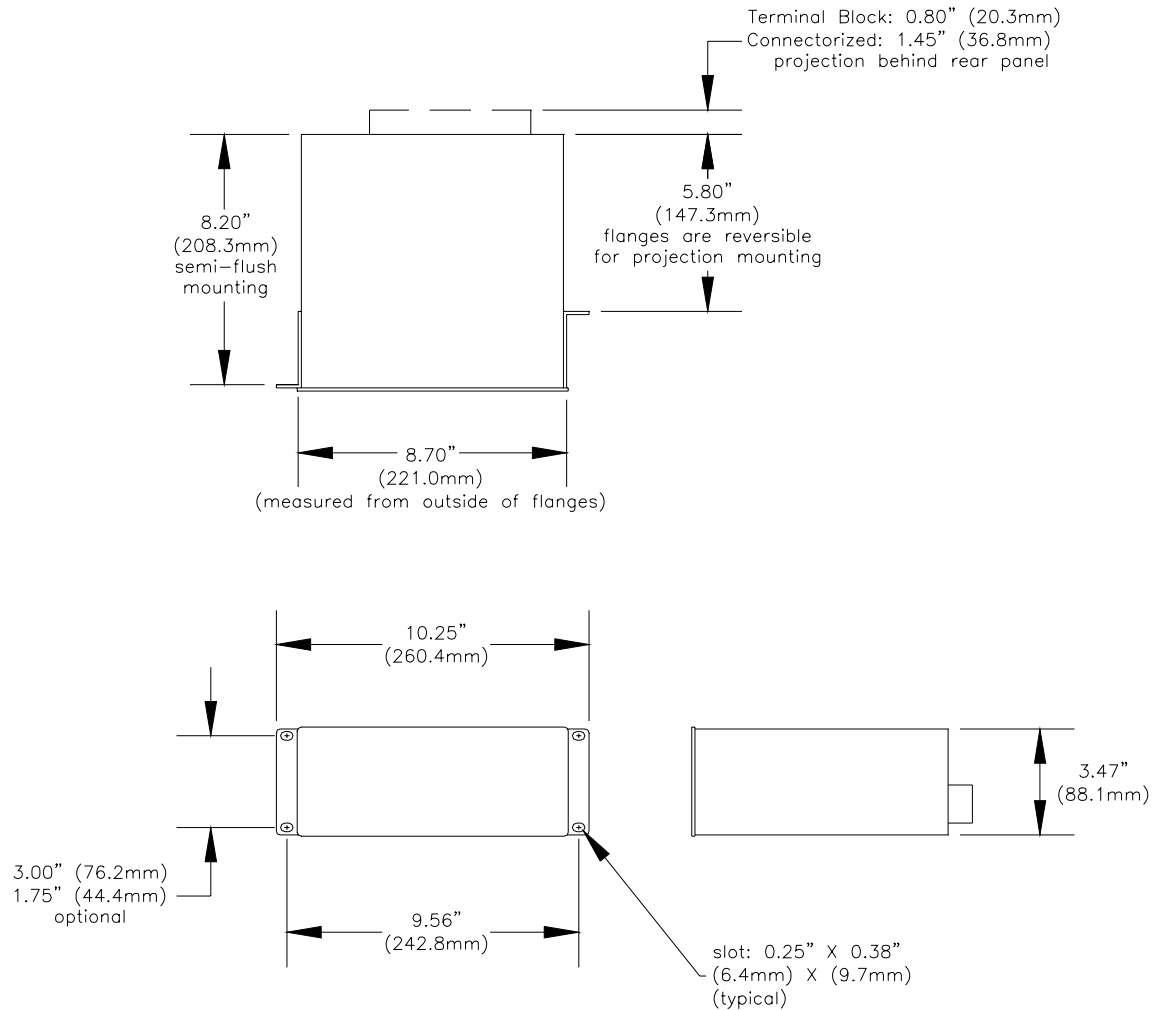 Terminal Block: 0.80” (20.3mm)
Connectorized: 1.45” (36.8mm)
projection behind rear panel
8.20”
(208.3mm)
semi-flush
mounting
5.80”
(147.3mm)
flanges are reversible
for projection mounting
8.70”
(221.0mm)
(measured from outside of flanges)
10.25”
(260.4mm)
3.47”
(88.1mm)
3.00” (76.2mm)
1.75” (44.4mm)
optional
9.56”
(242.8mm)
slot: 0.25” X 0.38”
(6.4mm) X (9.7mm)
(typical)